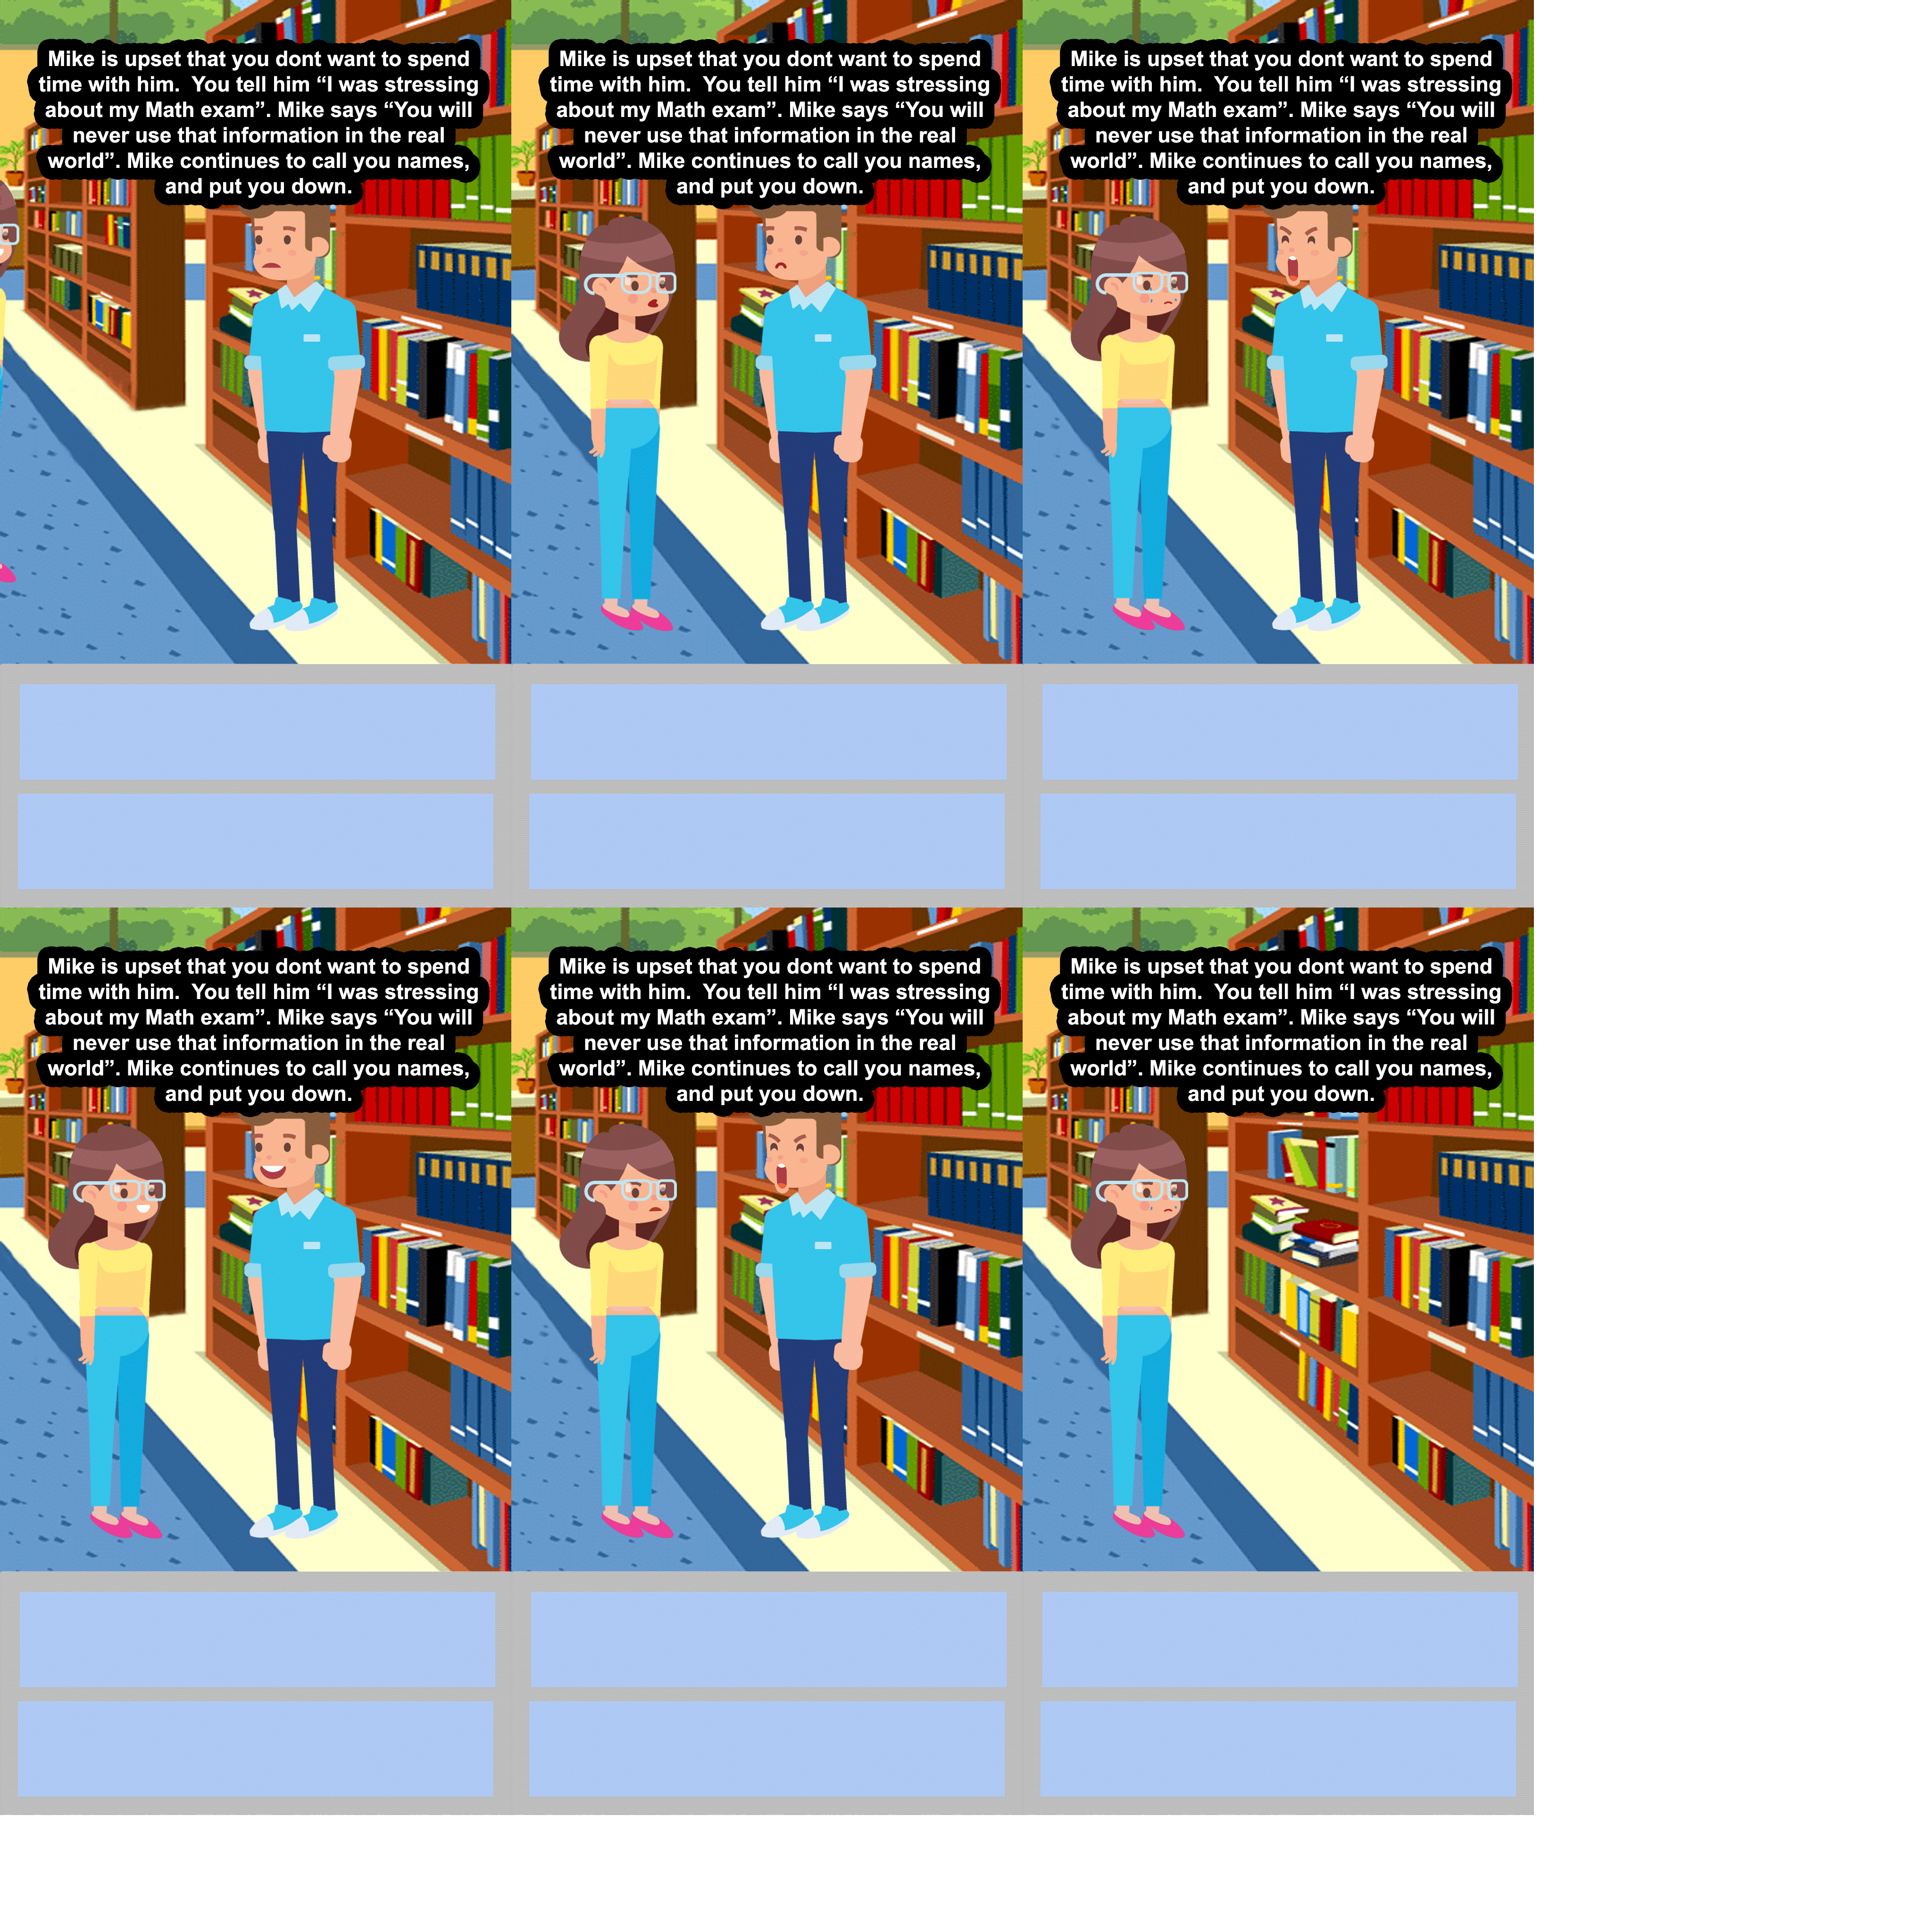 Mike is upset that you dont want to spend
time with him.  You tell him “I was stressing
about my Math exam”. Mike says “You will
never use that information in the real
world”. Mike continues to call you names,
and put you down.
Mike is upset that you dont want to spend
time with him.  You tell him “I was stressing
about my Math exam”. Mike says “You will
never use that information in the real
world”. Mike continues to call you names,
and put you down.
Mike is upset that you dont want to spend
time with him.  You tell him “I was stressing
about my Math exam”. Mike says “You will
never use that information in the real
world”. Mike continues to call you names,
and put you down.
Mike is upset that you dont want to spend
time with him.  You tell him “I was stressing
about my Math exam”. Mike says “You will
never use that information in the real
world”. Mike continues to call you names,
and put you down.
Mike is upset that you dont want to spend
time with him.  You tell him “I was stressing
about my Math exam”. Mike says “You will
never use that information in the real
world”. Mike continues to call you names,
and put you down.
Mike is upset that you dont want to spend
time with him.  You tell him “I was stressing
about my Math exam”. Mike says “You will
never use that information in the real
world”. Mike continues to call you names,
and put you down.